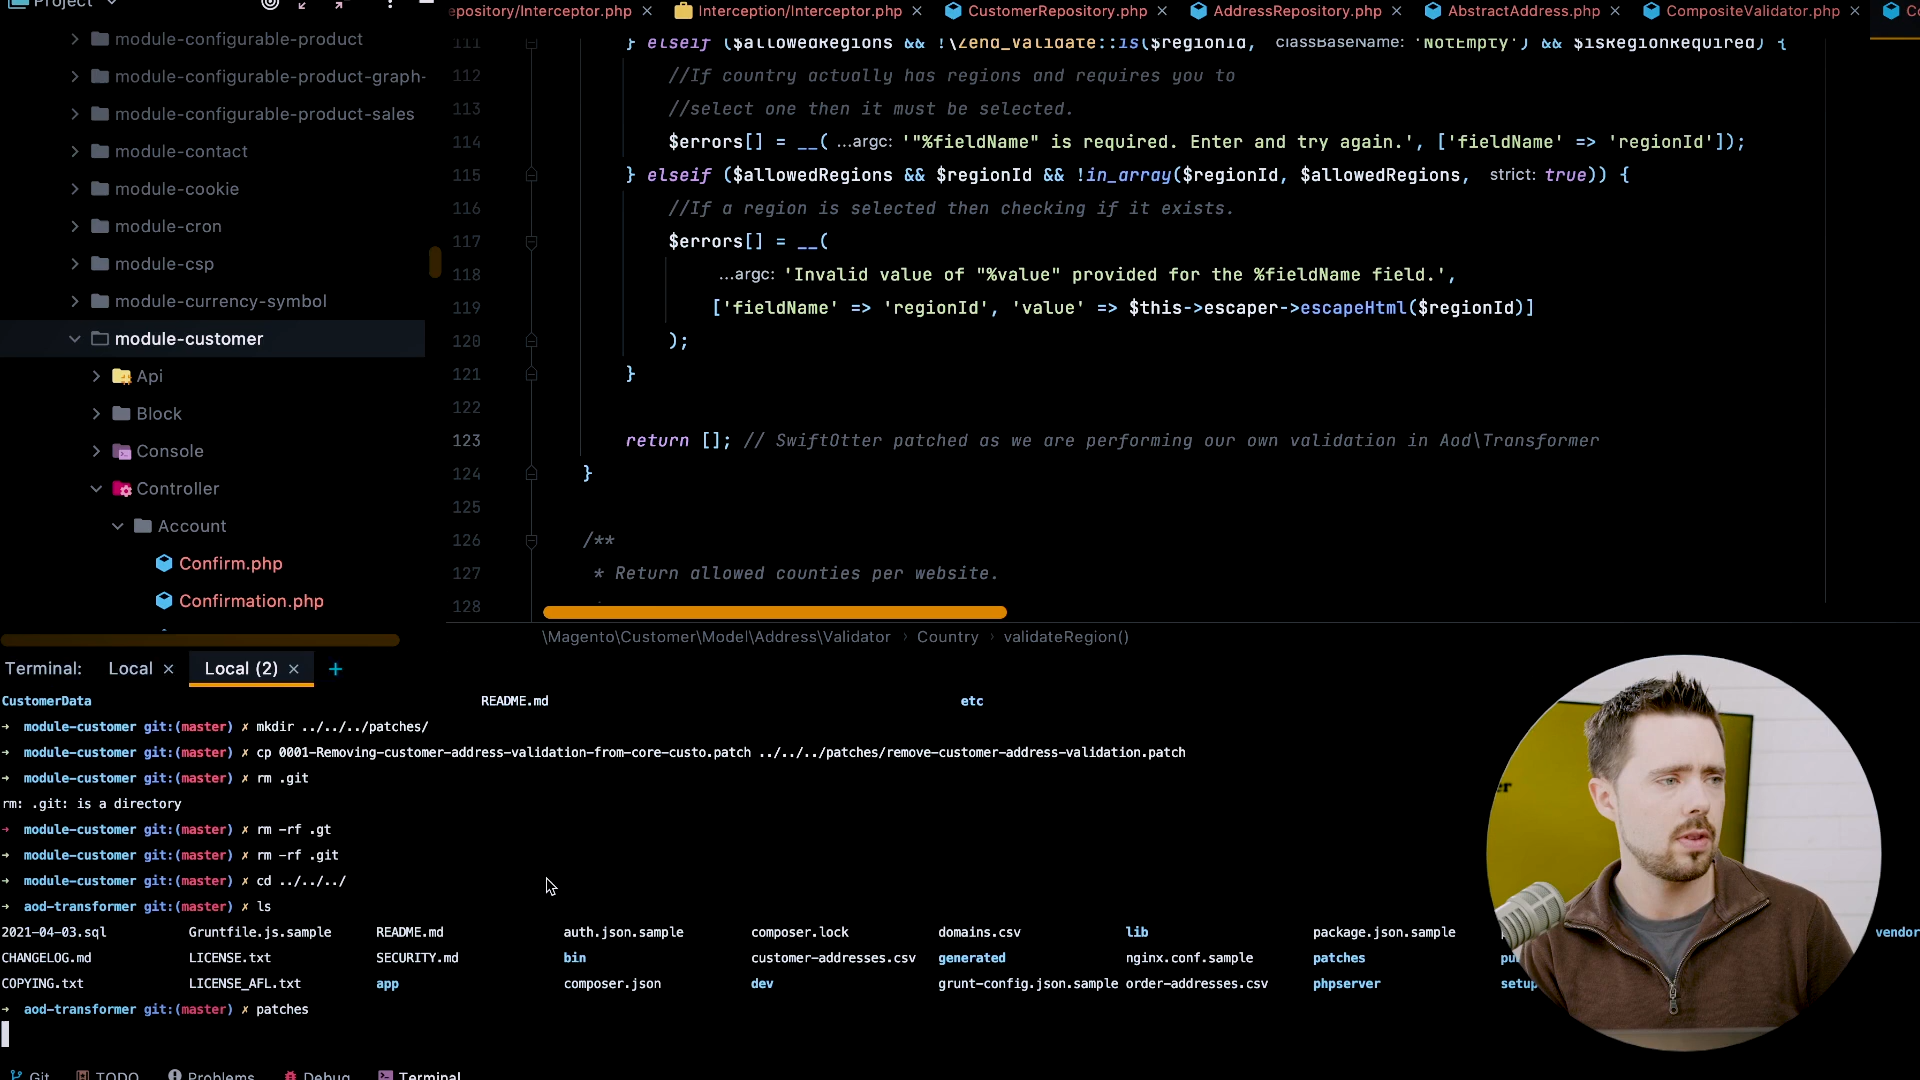 Project
epository/Interceptor.php
Interception/Interceptor.php
CustomerRepository.php
AddressRepository.php
AbstractAddress.php
CompositeValidator.php
module-configurable-product
module-configurable-product-graph-
module-configurable-product-sales
module-contact
module-cookie
module-cron
module-csp
module-currency-symbol
module-customer
Api
Block
Console
Controller
Account
Confirm.php
Confirmation.php
111 } elseif ($allowedRegions && !\Zend_Validate::is($regionId, classBaseName: 'NotEmpty') && $isRegionRequired) {
112 //If country actually has regions and requires you to
113 //select one then it must be selected.
114 $errors[] = __( ...argc: '"%fieldName" is required. Enter and try again.', ['fieldName' => 'regionId']);
115 } elseif ($allowedRegions && $regionId && !in_array($regionId, $allowedRegions, strict: true)) {
116 //If a region is selected then checking if it exists.
117 $errors[] = __(
118 ...argc: 'Invalid value of "%value" provided for the %fieldName field.',
119 ['fieldName' => 'regionId', 'value' => $this->escaper->escapeHtml($regionId)]
120 );
121 }
122
123 return []; // SwiftOtter patched as we are performing our own validation in Aod\Transformer
124 }
125
126 /**
127 * Return allowed counties per website.
128
\Magento\Customer\Model\Address\Validator › Country › validateRegion()
Terminal: Local × Local (2) × +
CustomerData README.md etc
→ module-customer git:(master) ✗ mkdir ../../../patches/
→ module-customer git:(master) ✗ cp 0001-Removing-customer-address-validation-from-core-custo.patch ../../../patches/remove-customer-address-validation.patch
→ module-customer git:(master) ✗ rm .git
rm: .git: is a directory
→ module-customer git:(master) ✗ rm -rf .gt
→ module-customer git:(master) ✗ rm -rf .git
→ module-customer git:(master) ✗ cd ../../../
→ aod-transformer git:(master) ✗ ls
2021-04-03.sql Gruntfile.js.sample README.md auth.json.sample composer.lock domains.csv lib package.json.sample vendor
CHANGELOG.md LICENSE.txt SECURITY.md bin customer-addresses.csv generated nginx.conf.sample patches
COPYING.txt LICENSE_AFL.txt app composer.json dev grunt-config.json.sample order-addresses.csv phpserver setup
→ aod-transformer git:(master) ✗ patches
Git TODO Problems Debug Terminal